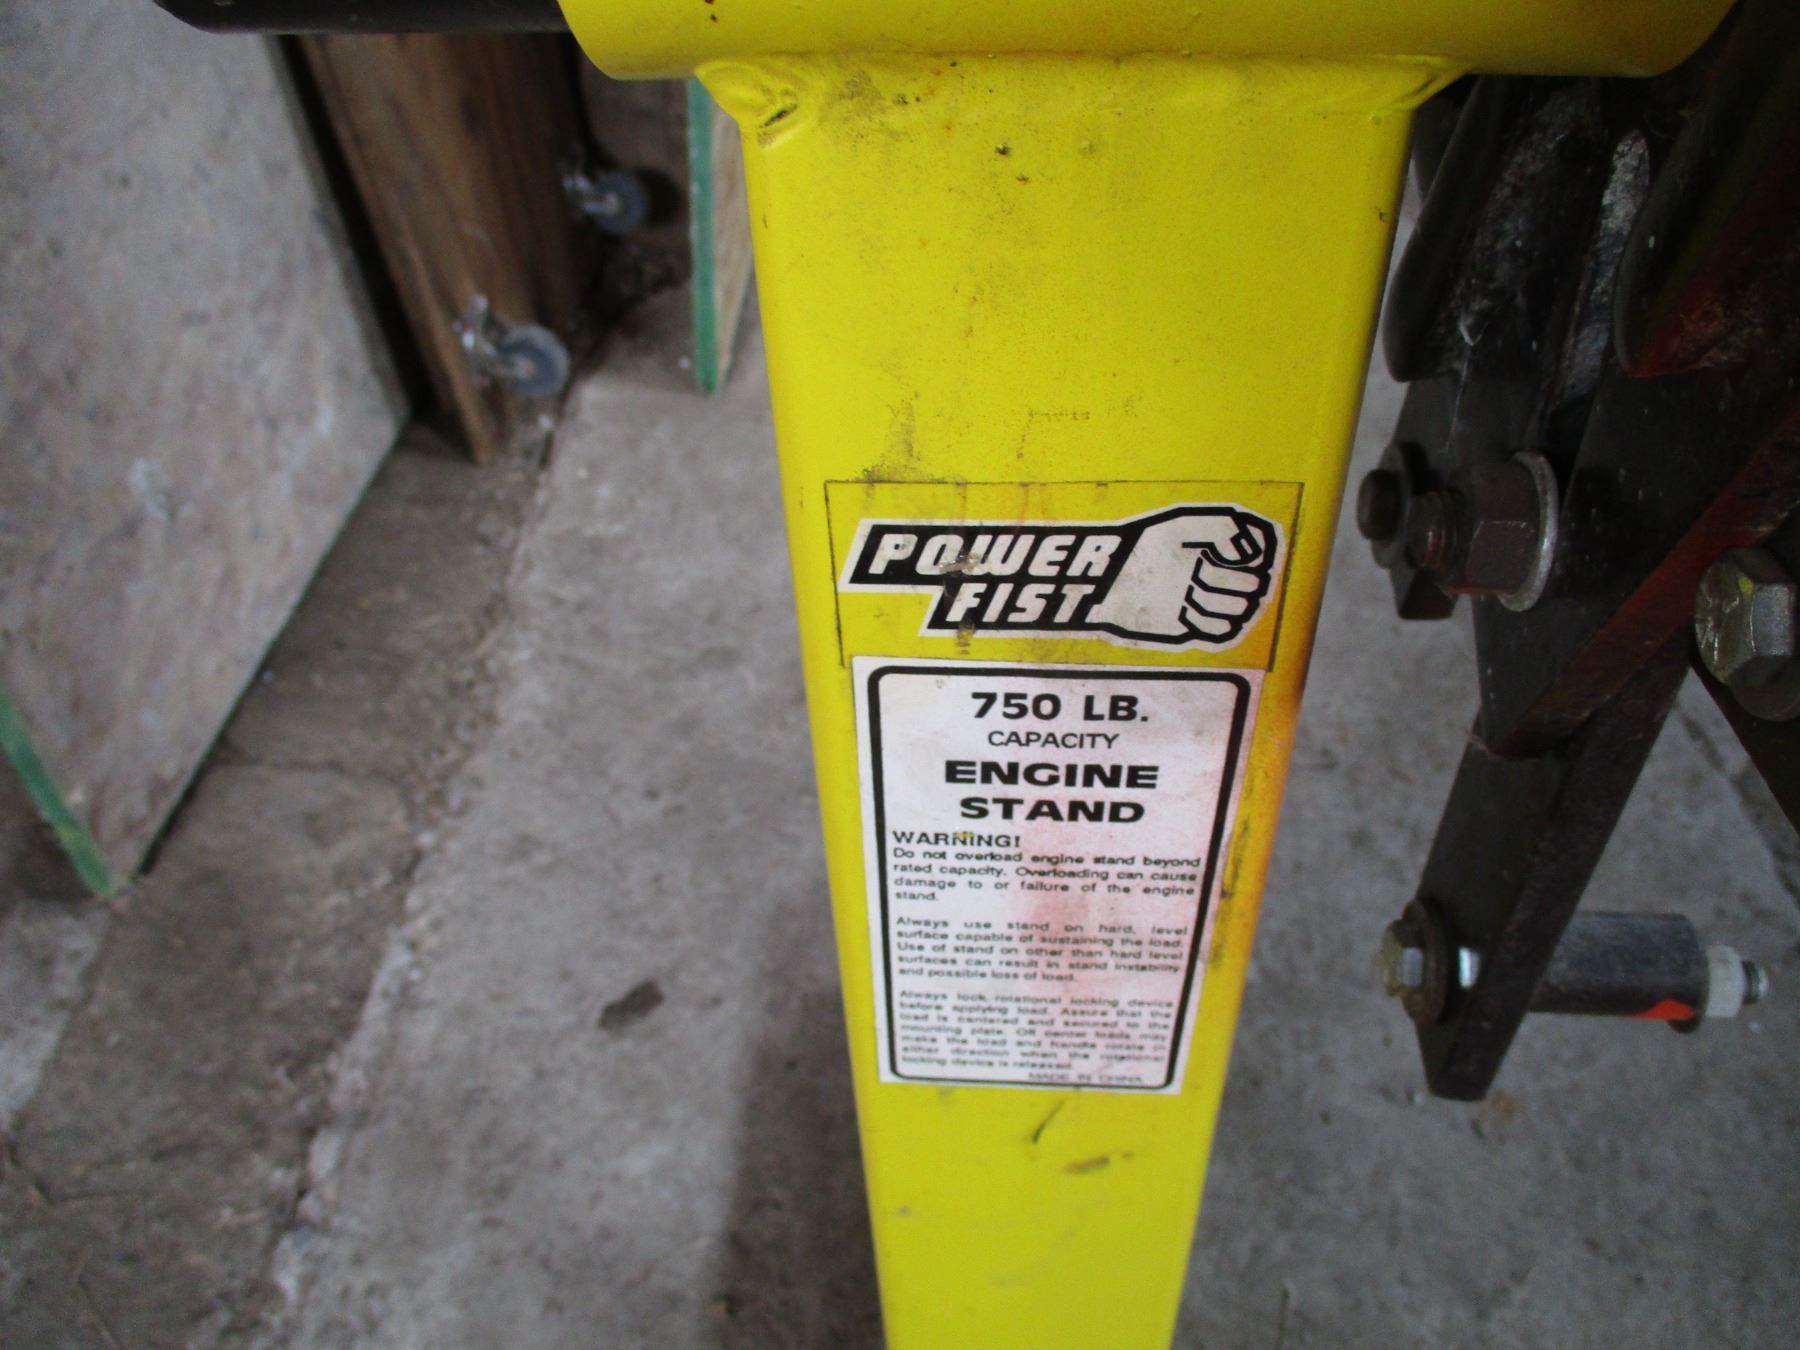 POWER
FIST
750 LB.
CAPACITY
ENGINE
STAND
WARNING!
Do not overload engine stand beyond
rated capacity. Overloading can cause
damage to or failure of the engine
stand.
Always use stand on hard, level
surface capable of sustaining the load.
Use of stand on other than hard level
surfaces can result in stand instability
and possible loss of load.
Always lock rotational locking device
before applying load. Assure that the
load is centered and secured to the
mounting plate. Off center loads may
make the load and handle rotate in
either direction when the rotational
locking device is released.
MADE IN CHINA